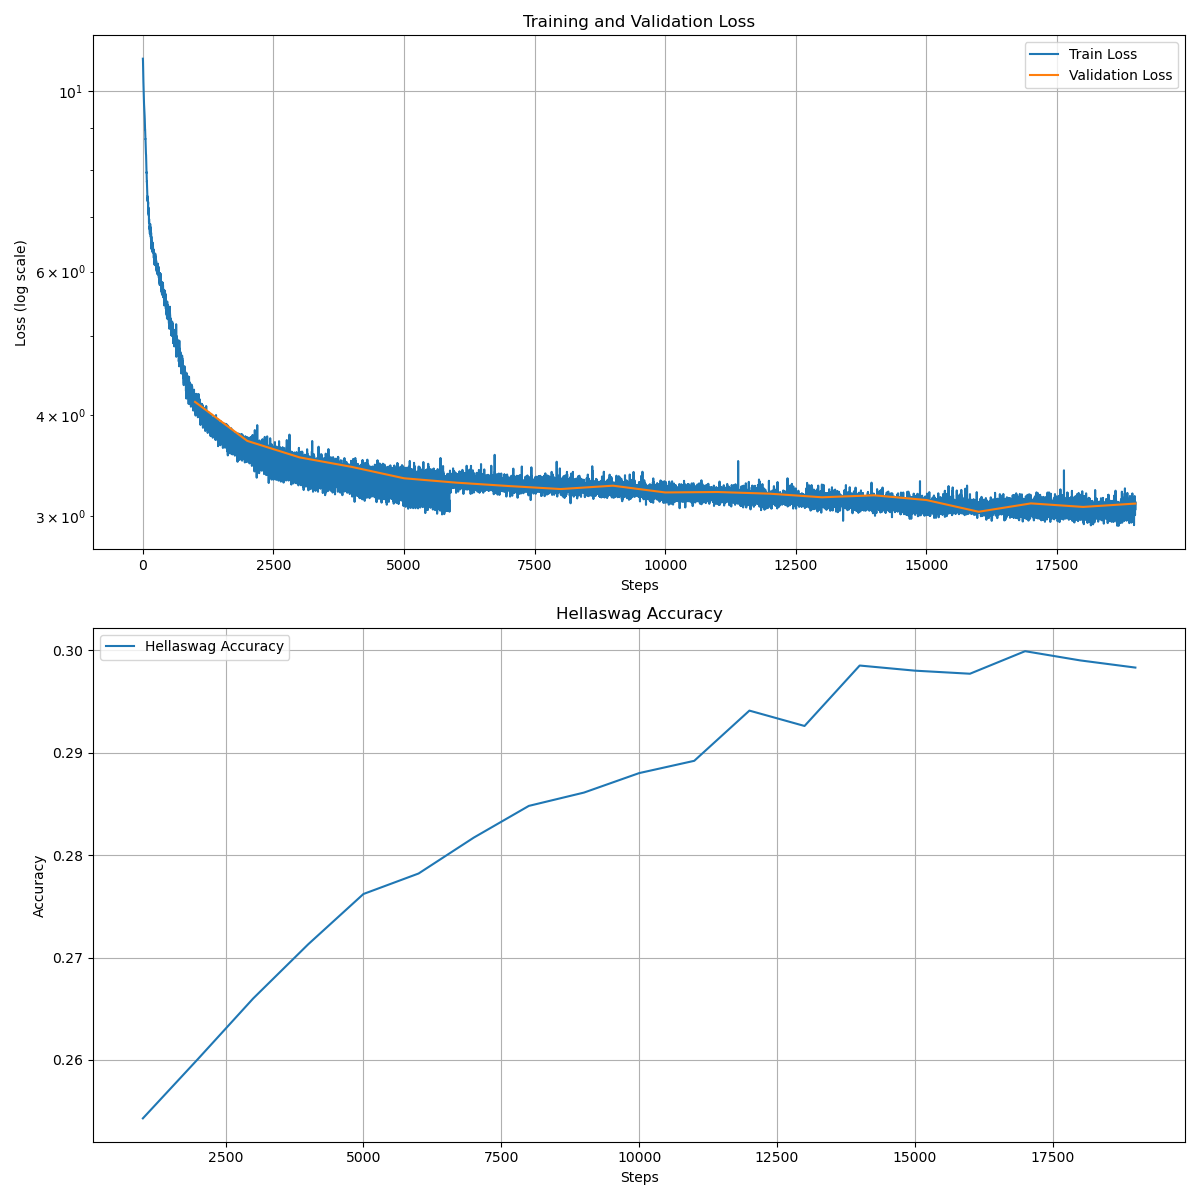 Training and Validation Loss
Train Loss
Validation Loss
10¹
6 × 10⁰
4 × 10⁰
3 × 10⁰
Loss (log scale)
0 2500 5000 7500 10000 12500 15000 17500
Steps
Hellaswag Accuracy
Hellaswag Accuracy
0.30
0.29
0.28
0.27
0.26
Accuracy
2500 5000 7500 10000 12500 15000 17500
Steps